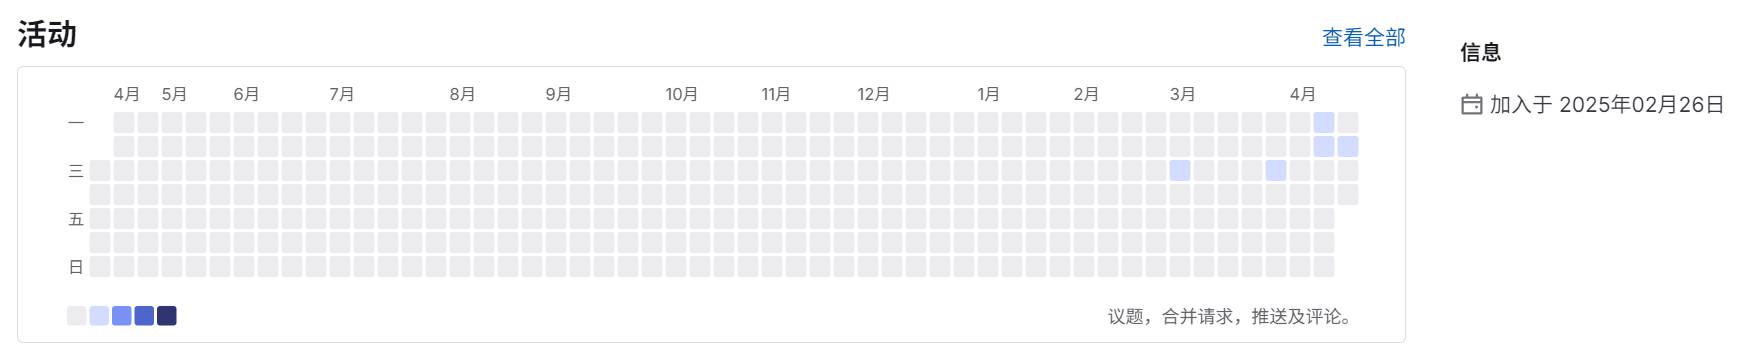 活动
查看全部
信息
加入于 2025年02月26日
4月 5月 6月 7月 8月 9月 10月 11月 12月 1月 2月 3月 4月
一
三
五
日
议题，合并请求，推送及评论。